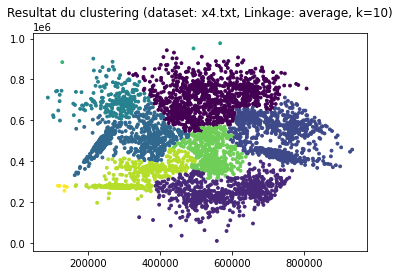 Resultat du clustering (dataset: x4.txt, Linkage: average, k=10)
1e6
1.0
0.8
0.6
0.4
0.2
0.0
200000 400000 600000 800000